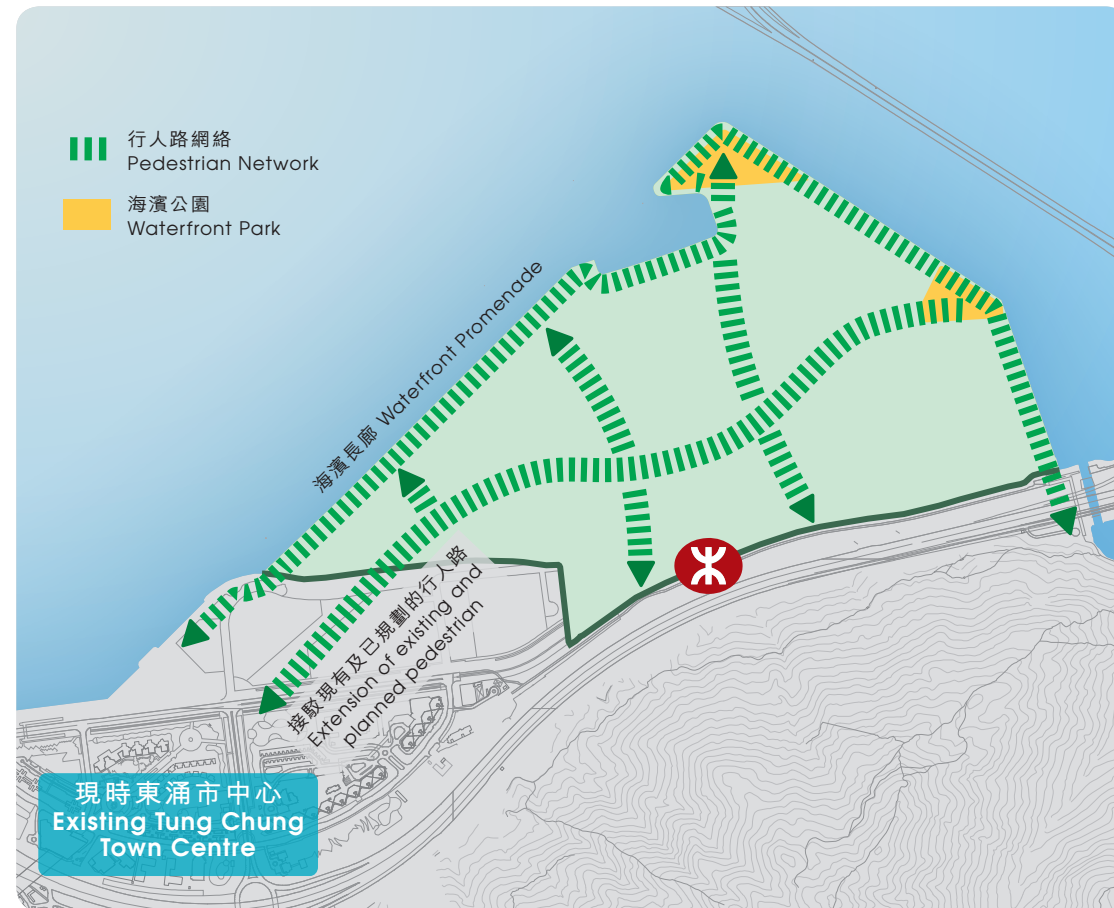 行人路網絡
Pedestrian Network
海濱公園
Waterfront Park
海濱長廊 Waterfront Promenade
接駁現有及已規劃的行人路
Extension of existing and
planned pedestrian
現時東涌市中心
Existing Tung Chung
Town Centre